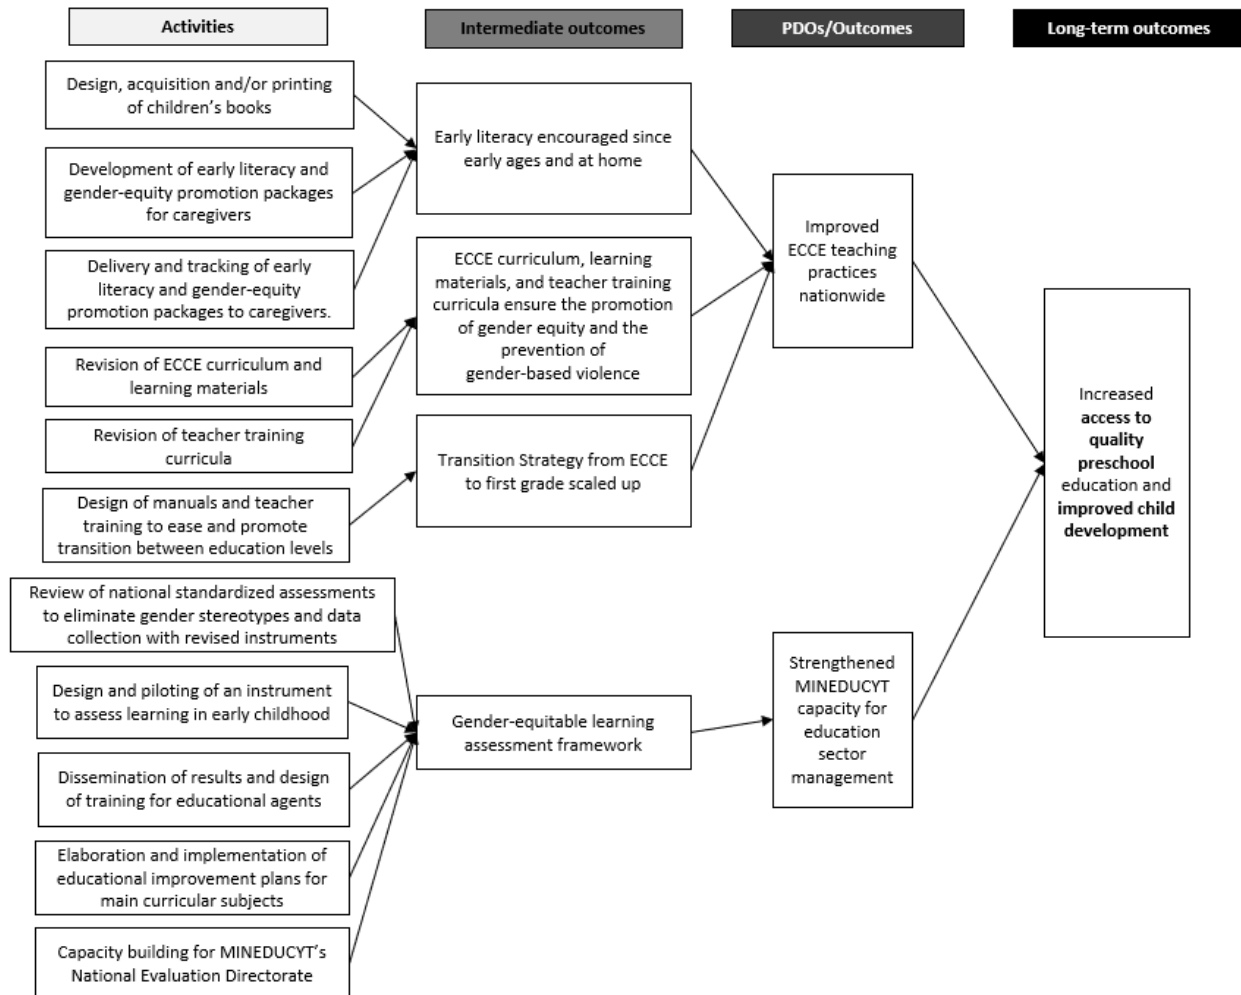 Activities
Intermediate outcomes
PDOs/Outcomes
Long-term outcomes
Design, acquisition and/or printing
of children's books
Development of early literacy and
gender-equity promotion packages
for caregivers
Delivery and tracking of early
literacy and gender-equity
promotion packages to caregivers.
Revision of ECCE curriculum and
learning materials
Revision of teacher training
curricula
Design of manuals and teacher
training to ease and promote
transition between education levels
Review of national standardized assessments
to eliminate gender stereotypes and data
collection with revised instruments
Design and piloting of an instrument
to assess learning in early childhood
Dissemination of results and design
of training for educational agents
Elaboration and implementation of
educational improvement plans for
main curricular subjects
Capacity building for MINEDUCYT's
National Evaluation Directorate
Early literacy encouraged since
early ages and at home
ECCE curriculum, learning
materials, and teacher training
curricula ensure the promotion
of gender equity and the
prevention of
gender-based violence
Transition Strategy from ECCE
to first grade scaled up
Gender-equitable learning
assessment framework
Improved
ECCE teaching
practices
nationwide
Strengthened
MINEDUCYT
capacity for
education
sector
management
Increased
access to
quality
preschool
education and
improved child
development